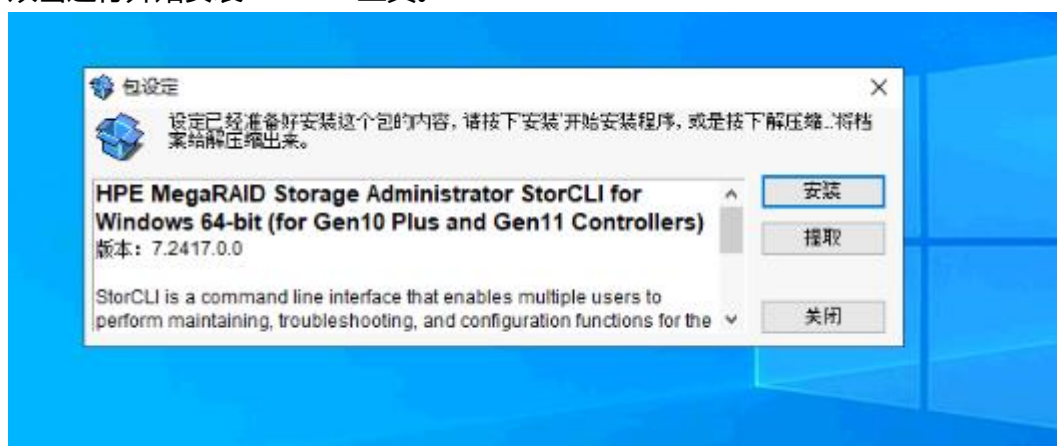 包设定
设定已经准备好安装这个包的内容，请按下'安装'开始安装程序，或是按下'解压缩..'将档
案给解压缩出来。
HPE MegaRAID Storage Administrator StorCLI for
Windows 64-bit (for Gen10 Plus and Gen11 Controllers)
版本： 7.2417.0.0
StorCLI is a command line interface that enables multiple users to
perform maintaining, troubleshooting, and configuration functions for the
安装
提取
关闭